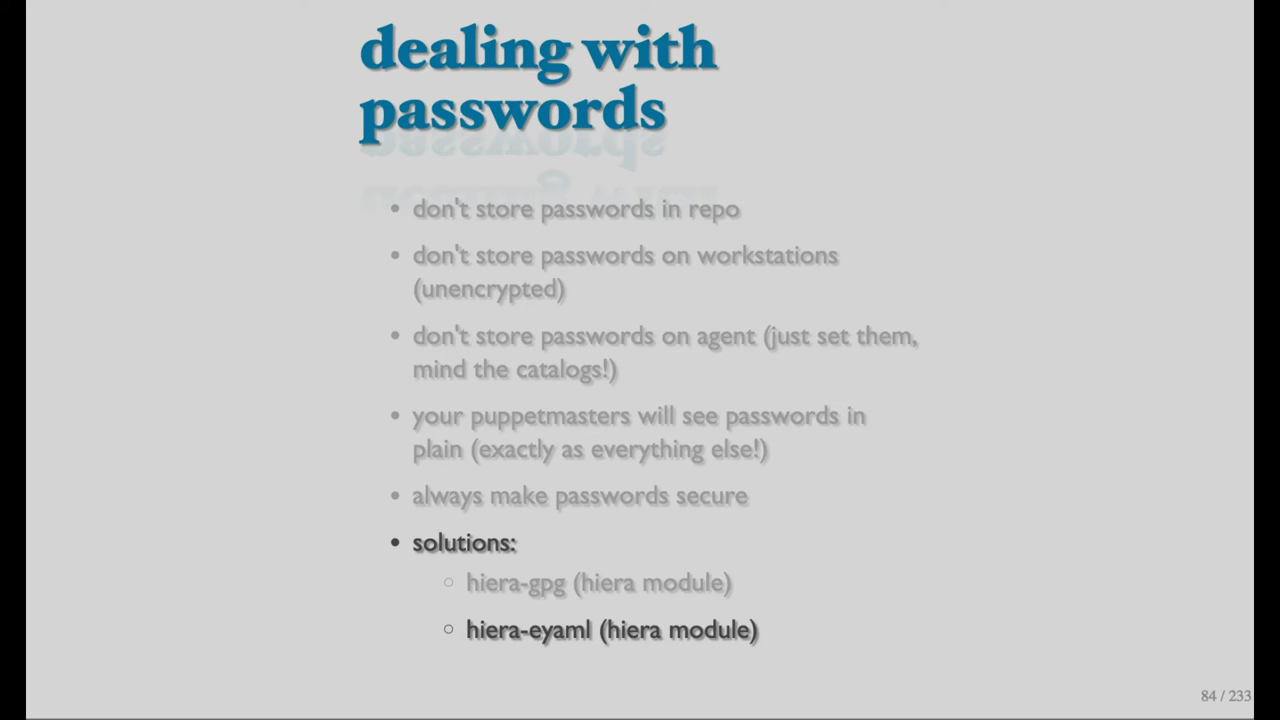 dealing with
passwords
• don't store passwords in repo
• don't store passwords on workstations
(unencrypted)
• don't store passwords on agent (just set them,
mind the catalogs!)
• your puppetmasters will see passwords in
plain (exactly as everything else!)
• always make passwords secure
• solutions:
○ hiera-gpg (hiera module)
○ hiera-eyaml (hiera module)
84 / 233